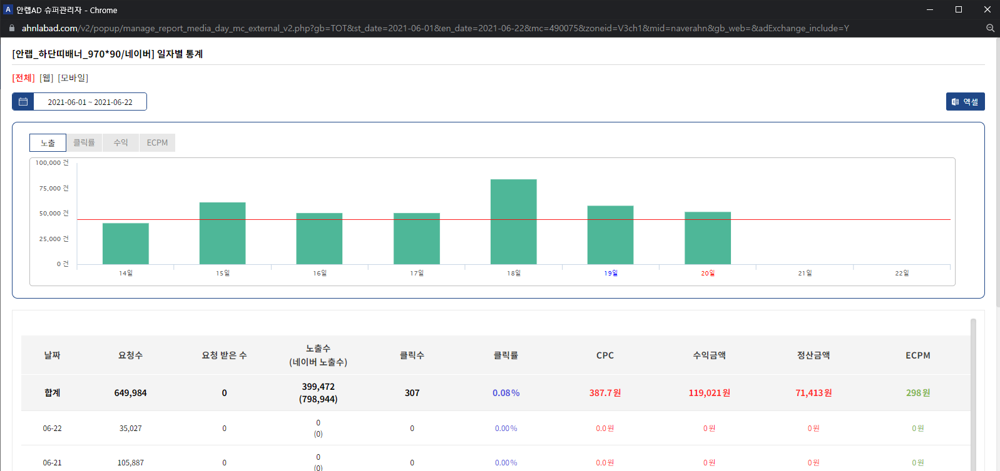 A 안렙AD 슈퍼관리자 - Chrome
ahnlabad.com/v2/popup/manage_report_media_day_mc_external_v2.php?gb=TOT&st_date=2021-06-01&en_date=2021-06-22&mc=490075&zoneid=V3ch1&mid=naverahn&gb_web=&adExchange_include=Y
[안랩_하단띠배너_970*90/네이버] 일자별 통계
[전체] [웹] [모바일]
2021-06-01 ~ 2021-06-22
엑셀
노출 클릭률 수익 ECPM
100,000 건
75,000 건
50,000 건
25,000 건
0 건
14일 15일 16일 17일 18일 19일 20일 21일 22일
날짜 요청수 요청 받은 수 노출수 (네이버 노출수) 클릭수 클릭률 CPC 수익금액 정산금액 ECPM
합계 649,984 0 399,472 (798,944) 307 0.08% 387.7원 119,021원 71,413원 298원
06-22 35,027 0 0 (0) 0 0.00% 0.0원 0원 0원 0원
06-21 105,887 0 0 (0) 0 0.00% 0.0원 0원 0원 0원